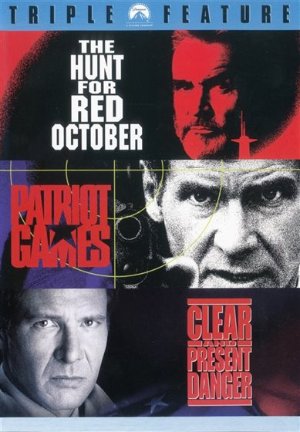 TRIPLE FEATURE
THE
HUNT
FOR
RED
OCTOBER
PATRIOT
GAMES
CLEAR
AND
PRESENT
DANGER